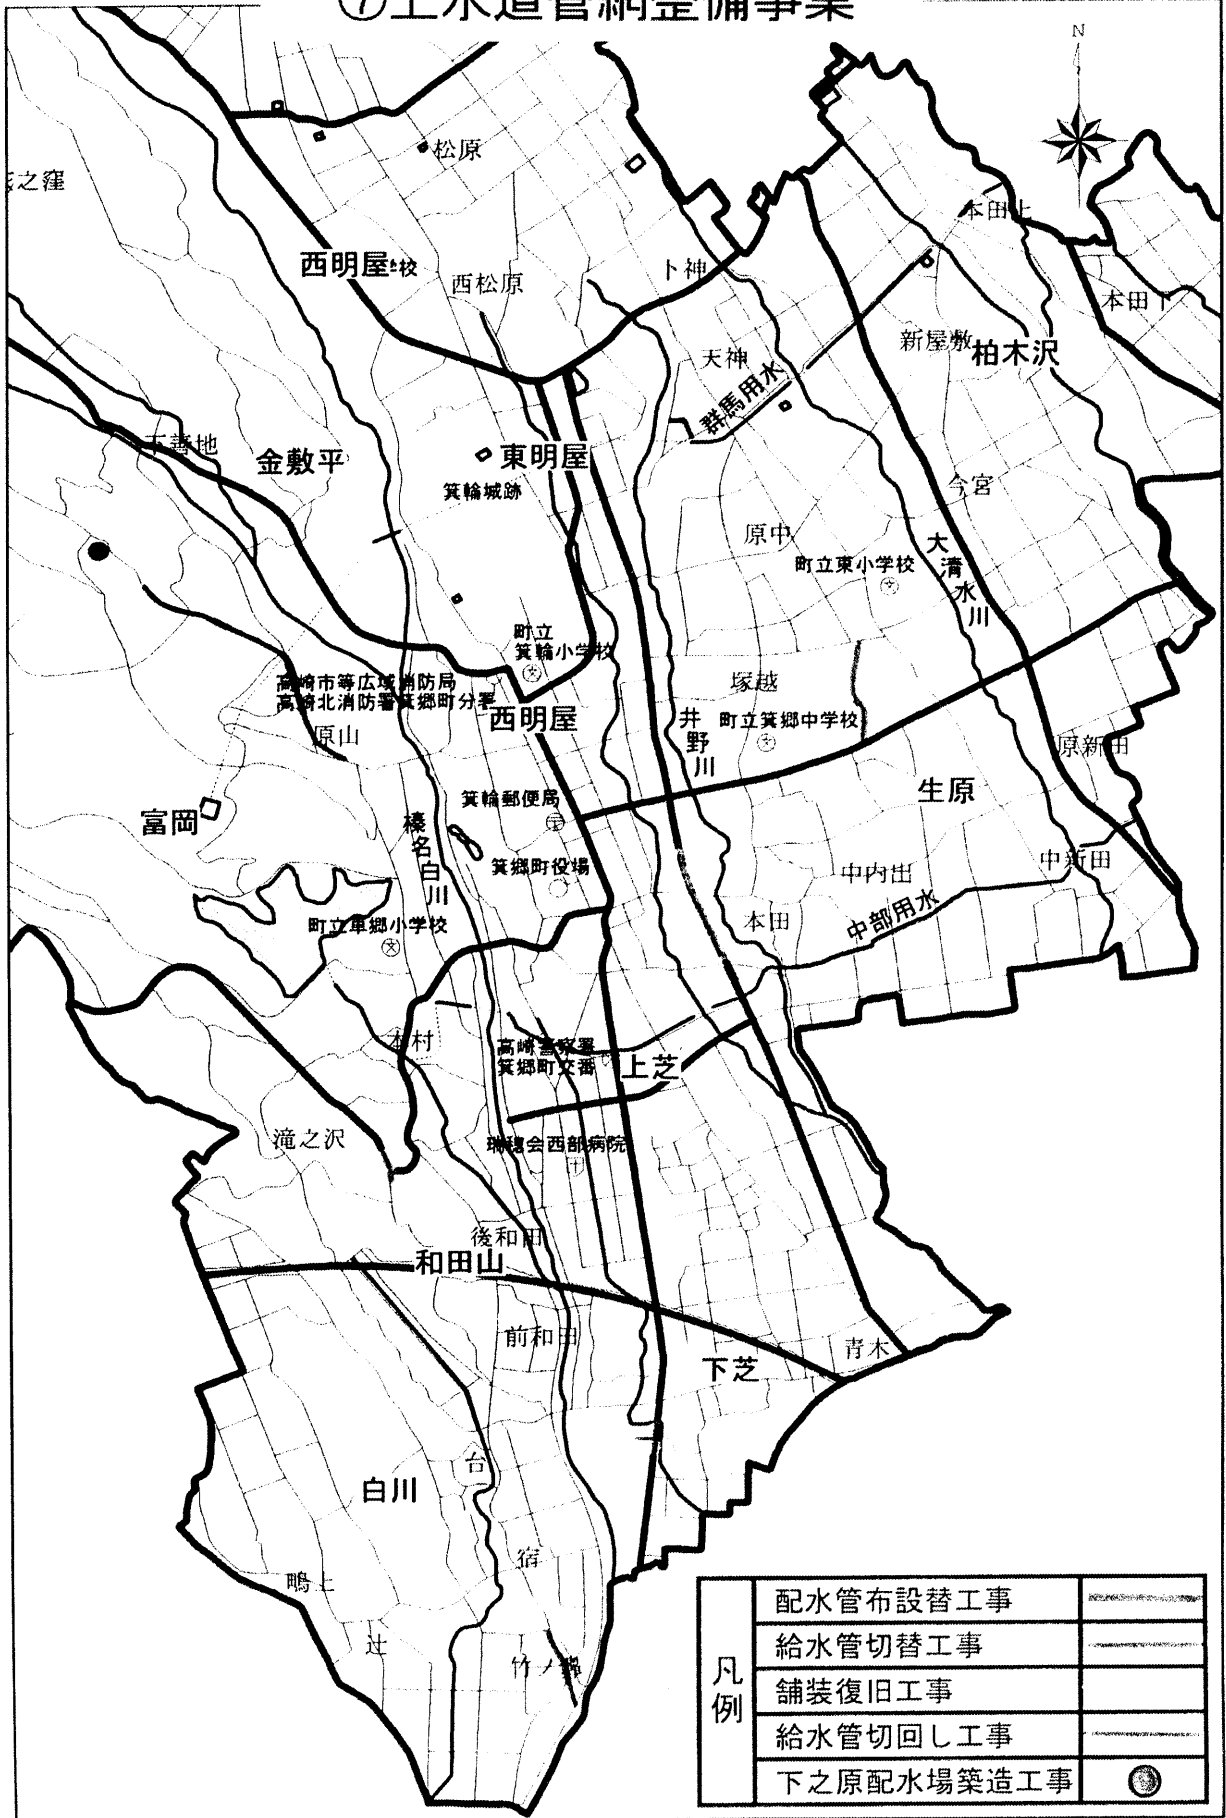 ⑦上水道管網整備事業
N
松原
之窪
本田上
西明屋
校
西松原
下神
本田下
新屋敷
柏木沢
天神
群馬用水
下善地
金敷平
東明屋
箕輪城跡
今宮
原中
大清水川
町立東小学校
町立
箕輪小学校
高崎市等広域消防局
高崎北消防署箕郷町分署
塚越
西明屋
井野川
町立箕郷中学校
原山
原新田
生原
箕輪郵便局
富岡
榛名白川
箕郷町役場
中内出
中新田
本田
中部用水
町立車郷小学校
本村
高崎警察署
箕郷町交番
上芝
滝之沢
瑞穂会西部病院
後和田
和田山
前和田
下芝
青木
台
白川
宿
鴫上
辻
凡例
配水管布設替工事
給水管切替工事
舗装復旧工事
給水管切回し工事
下之原配水場築造工事